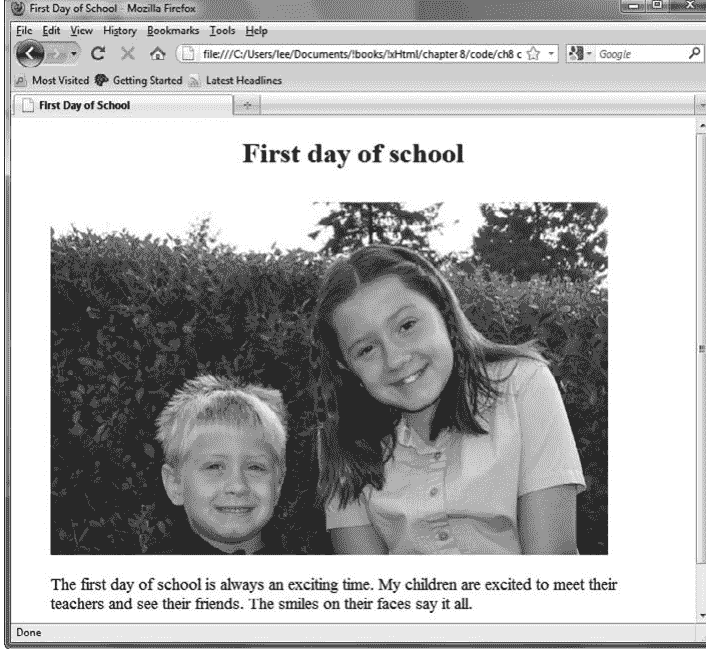 First Day of School - Mozilla Firefox
File Edit View History Bookmarks Tools Help
file:///C:/Users/lee/Documents/!books/!xHtml/chapter 8/code/ch8 c
Google
Most Visited Getting Started Latest Headlines
First Day of School
First day of school
The first day of school is always an exciting time. My children are excited to meet their
teachers and see their friends. The smiles on their faces say it all.
Done